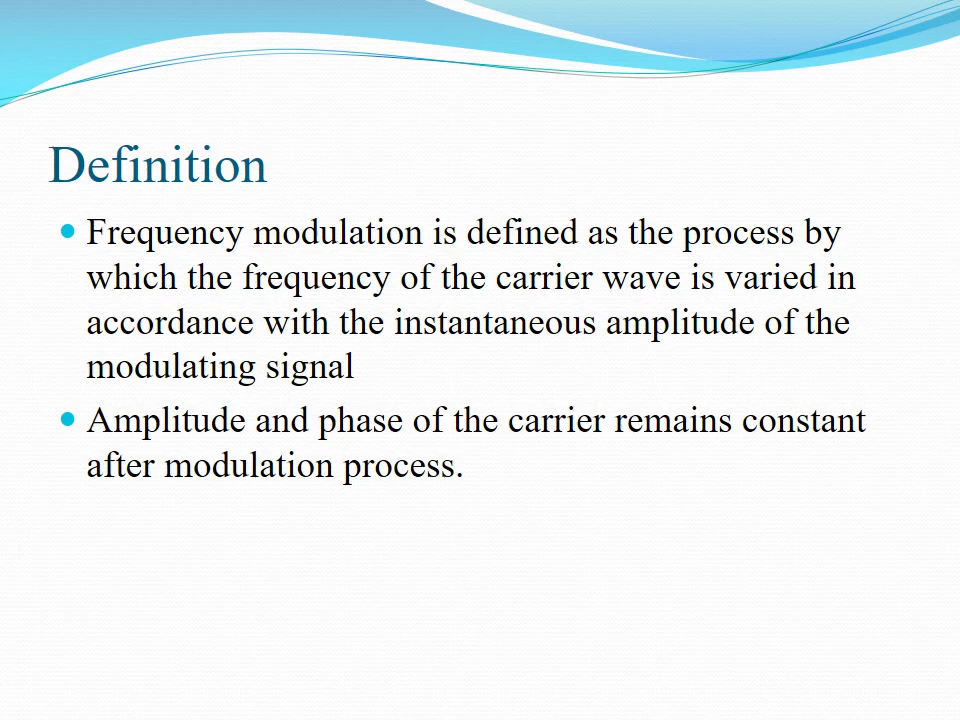 Definition
Frequency modulation is defined as the process by
which the frequency of the carrier wave is varied in
accordance with the instantaneous amplitude of the
modulating signal
Amplitude and phase of the carrier remains constant
after modulation process.